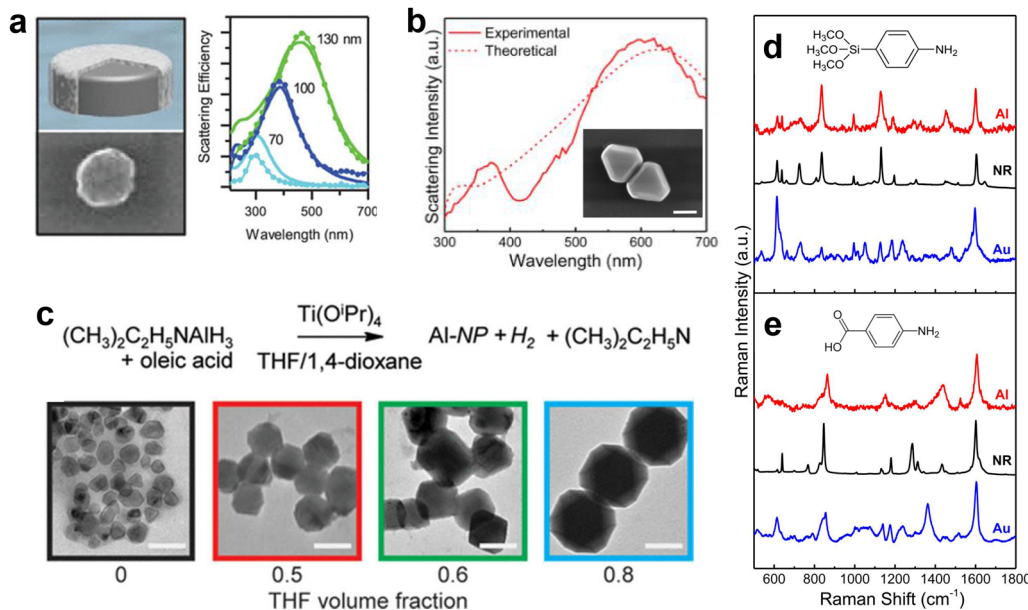 a
Scattering Efficiency
130 nm
100
70
300 400 500 600 700
Wavelength (nm)
b
Scattering Intensity (a.u.)
Experimental
Theoretical
300 400 500 600 700
Wavelength (nm)
c
(CH₃)₂C₂H₅NAlH₃
+ oleic acid
Ti(OⁱPr)₄
THF/1,4-dioxane
Al-NP + H₂ + (CH₃)₂C₂H₅N
0
0.5
0.6
0.8
THF volume fraction
Raman Intensity (a.u.)
d
H₃CO
H₃CO Si NH₂
H₃CO
Al
NR
Au
e
O
NH₂
HO
Al
NR
Au
600 800 1000 1200 1400 1600 1800
Raman Shift (cm⁻¹)